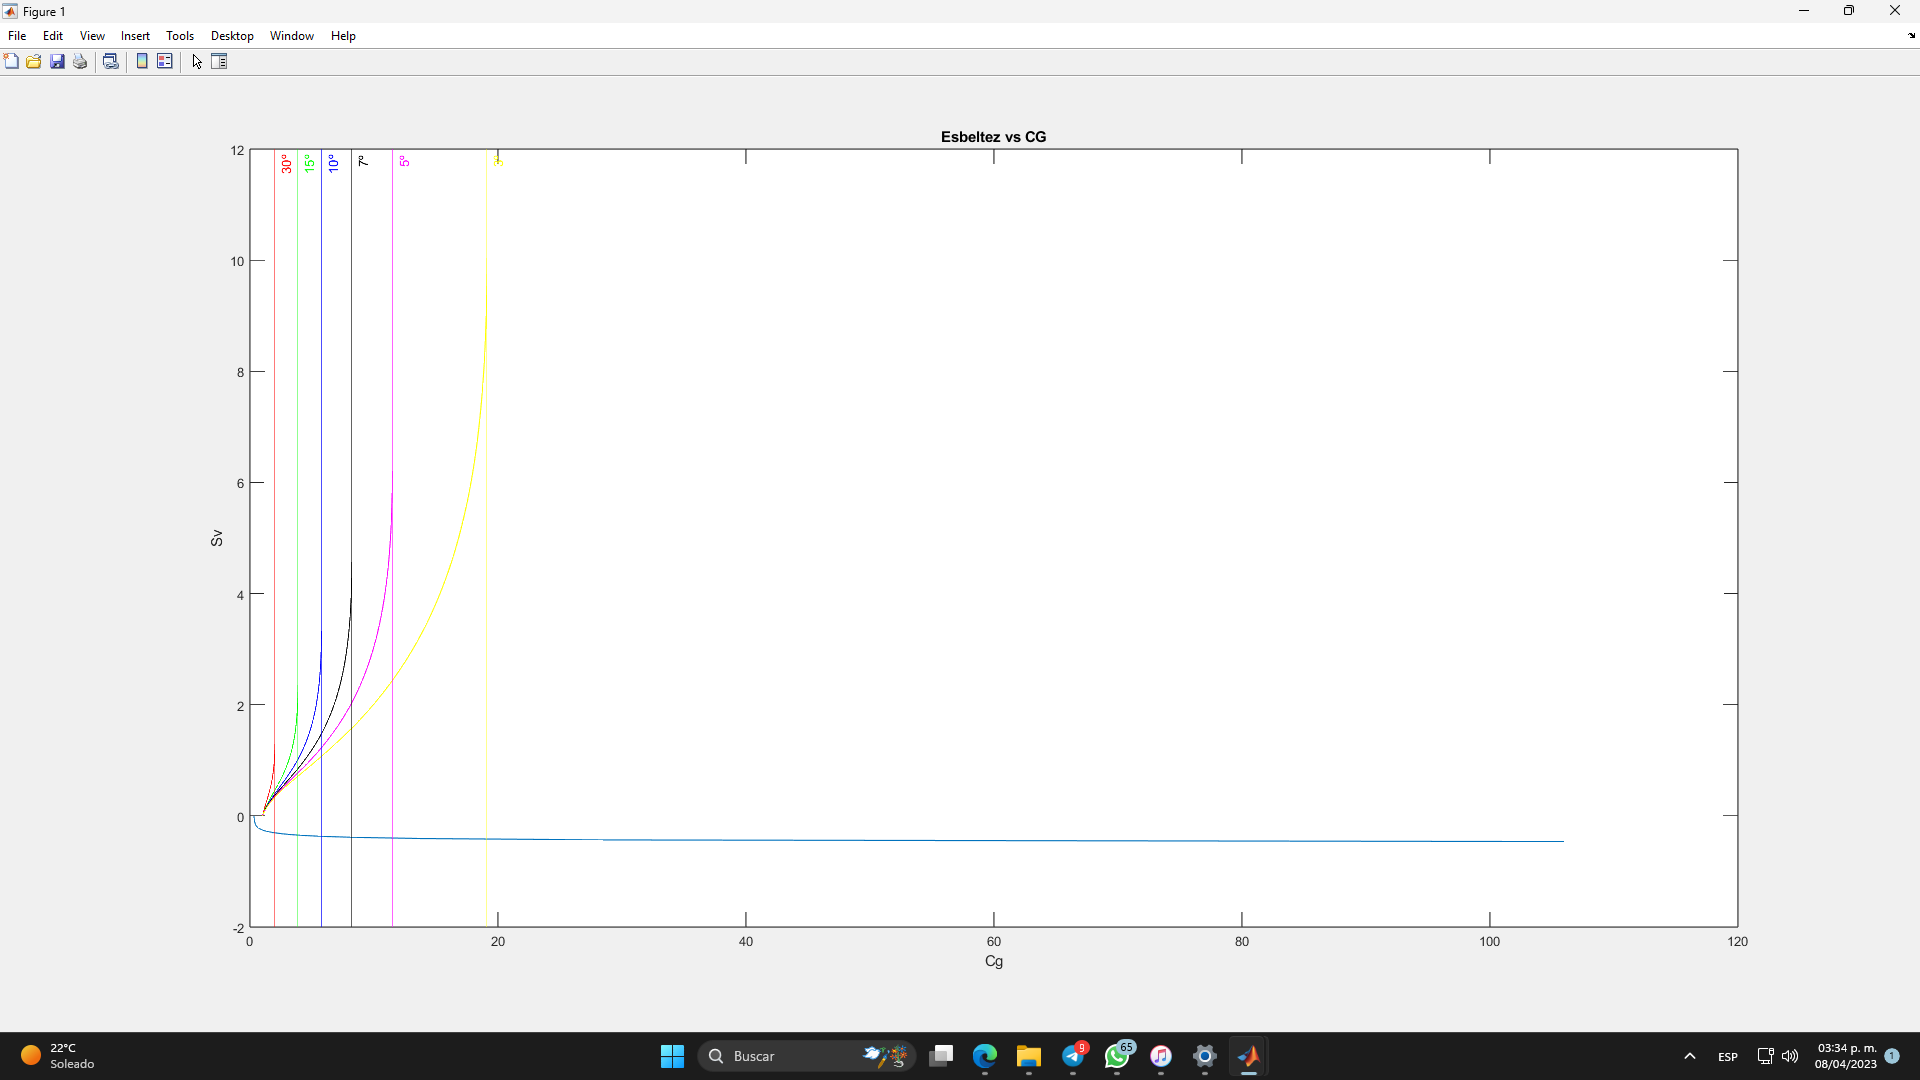 Figure 1
File Edit View Insert Tools Desktop Window Help
Esbeltez vs CG
30° 15° 10° 7° 5°
12
10
8
6
4
2
0
-2
Sv
0 20 40 60 80 100 120
Cg
22°C
Soleado
Buscar
9
65
ESP
03:34 p. m.
08/04/2023
1